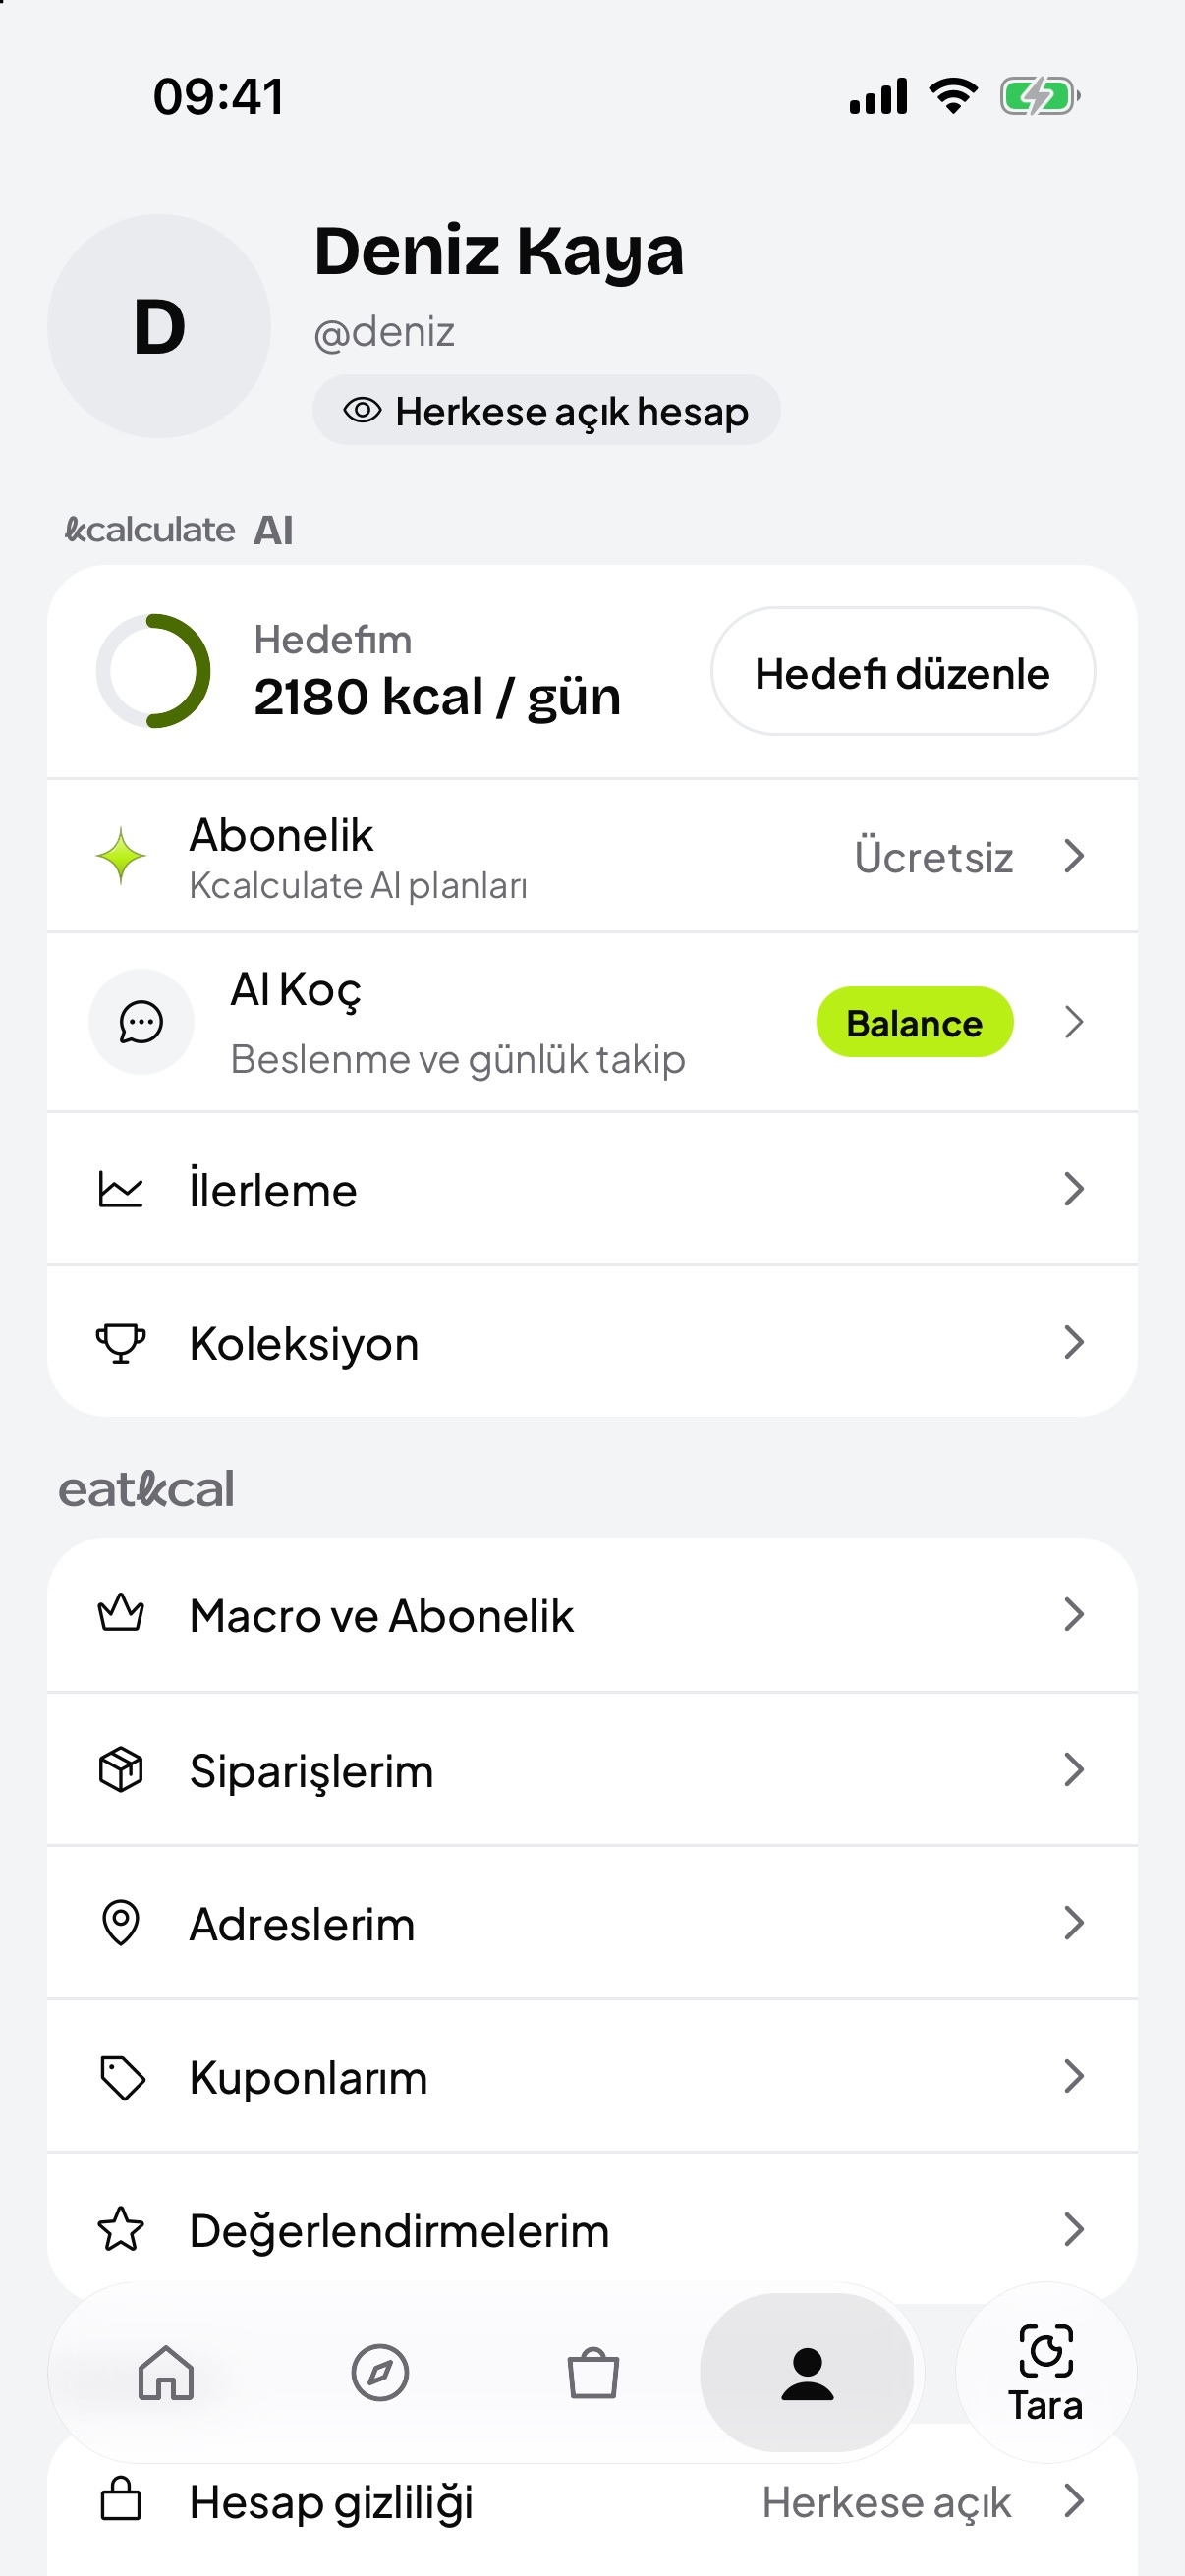 09:41
D
Deniz Kaya
@deniz
Herkese açık hesap
kcalculate AI
Hedefim
2180 kcal / gün
Hedefi düzenle
Abonelik
Kcalculate AI planları
Ücretsiz
AI Koç
Beslenme ve günlük takip
Balance
İlerleme
Koleksiyon
eatkcal
Macro ve Abonelik
Siparişlerim
Adreslerim
Kuponlarım
Değerlendirmelerim
Tara
Hesap gizliliği
Herkese açık